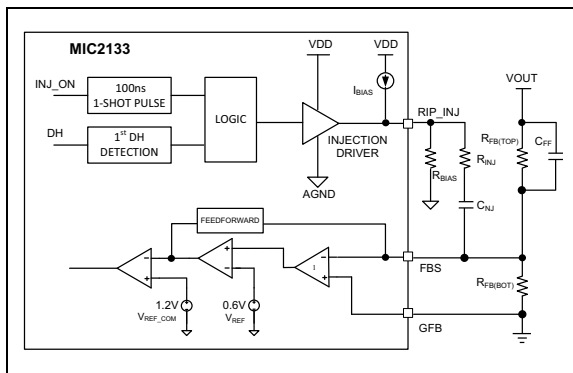 MIC2133
INJ_ON
100ns
1-SHOT PULSE
DH
1st DH
DETECTION
LOGIC
VDD
INJECTION
DRIVER
AGND
VDD
IBIAS
RIP_INJ
RBIAS
RINJ
CNJ
VOUT
RFB(TOP)
CFF
FEEDFORWARD
1
FBS
RFB(BOT)
GFB
1.2V
VREF_COM
0.6V
VREF